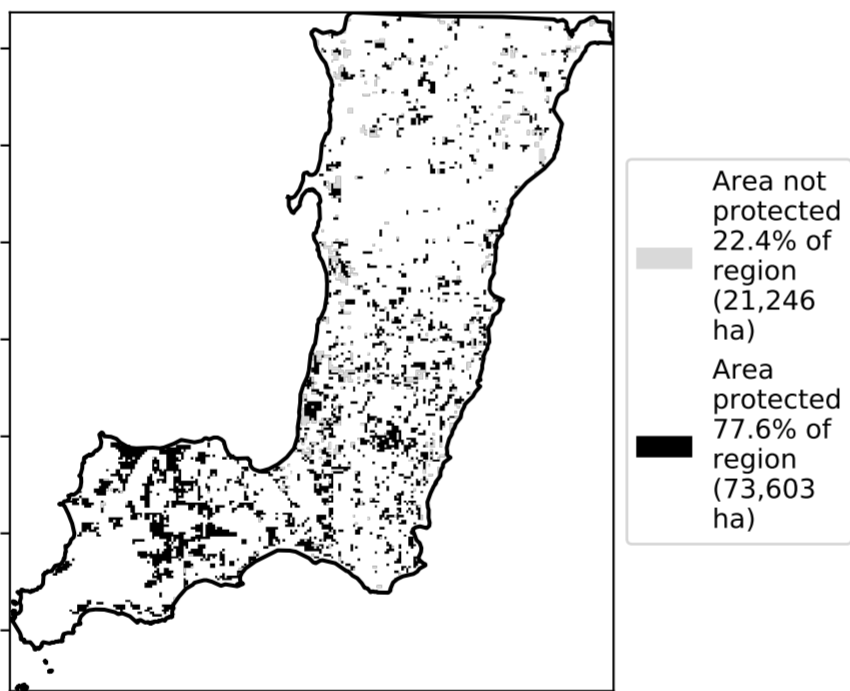 Area not
protected
22.4% of
region
(21,246
ha)
Area
protected
77.6% of
region
(73,603
ha)